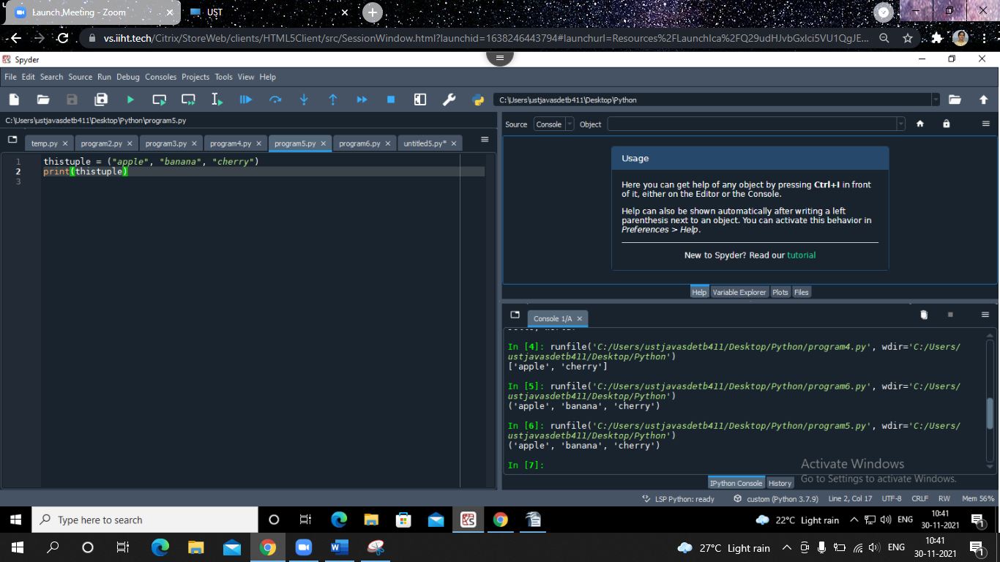 Launch Meeting - Zoom
UST
vs.iiht.tech/Citrix/StoreWeb/clients/HTML5Client/src/SessionWindow.html?launchid=1638246443794#launchurl=Resources%2FLaunchIca%2FQ29udHJvbGxlci5VU1QgJE...
Spyder
File Edit Search Source Run Debug Consoles Projects Tools View Help
C:\Users\ustjavasdetb411\Desktop\Python
C:\Users\ustjavasdetb411\Desktop\Python\program5.py
temp.py program2.py program3.py program4.py program5.py program6.py untitled5.py*
1 thistuple = ("apple", "banana", "cherry")
2 print(thistuple)
3
Source Console Object
Usage
Here you can get help of any object by pressing Ctrl+I in front
of it, either on the Editor or the Console.
Help can also be shown automatically after writing a left
parenthesis next to an object. You can activate this behavior in
Preferences > Help.
New to Spyder? Read our tutorial
Help Variable Explorer Plots Files
Console 1/A
In [4]: runfile('C:/Users/ustjavasdetb411/Desktop/Python/program4.py', wdir='C:/Users/
ustjavasdetb411/Desktop/Python')
['apple', 'cherry']
In [5]: runfile('C:/Users/ustjavasdetb411/Desktop/Python/program6.py', wdir='C:/Users/
ustjavasdetb411/Desktop/Python')
('apple', 'banana', 'cherry')
In [6]: runfile('C:/Users/ustjavasdetb411/Desktop/Python/program5.py', wdir='C:/Users/
ustjavasdetb411/Desktop/Python')
('apple', 'banana', 'cherry')
In [7]:
Activate Windows
Go to Settings to activate Windows.
IPython Console History
LSP Python: ready custom (Python 3.7.9) Line 2, Col 17 UTF-8 CRLF RW Mem 56%
Type here to search
22°C Light rain ENG 10:41
30-11-2021
1
27°C Light rain ENG 10:41
30-11-2021
1